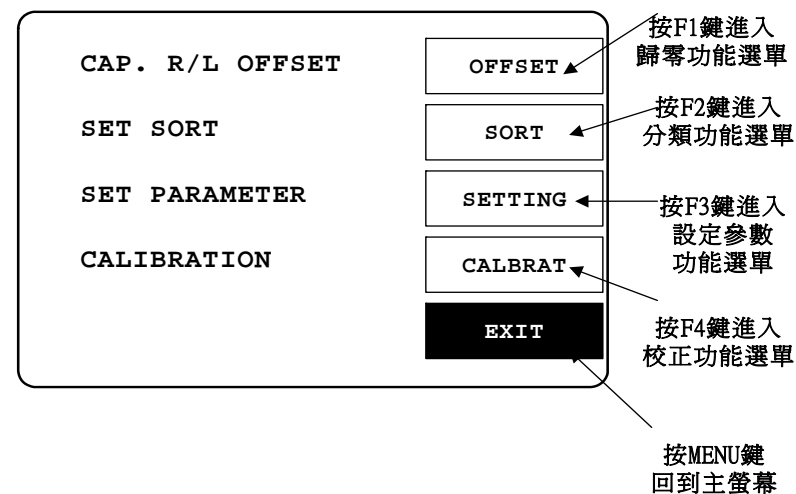 CAP. R/L OFFSET
OFFSET
按F1鍵進入
歸零功能選單
SET SORT
SORT
按F2鍵進入
分類功能選單
SET PARAMETER
SETTING
按F3鍵進入
設定參數
功能選單
CALIBRATION
CALBRAT
按F4鍵進入
校正功能選單
EXIT
按MENU鍵
回到主螢幕